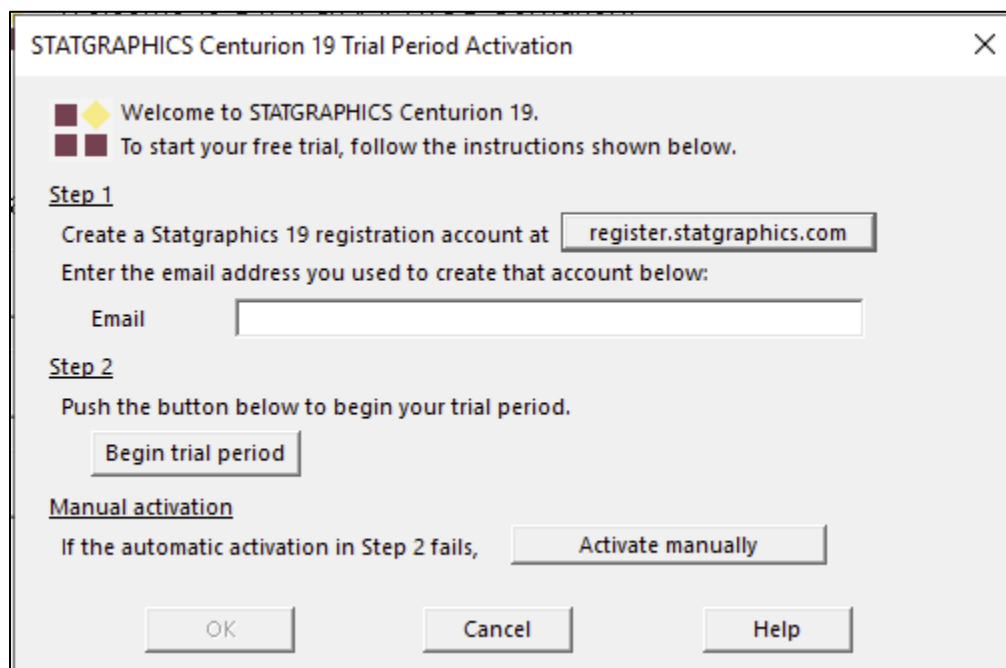 STATGRAPHICS Centurion 19 Trial Period Activation
Welcome to STATGRAPHICS Centurion 19.
To start your free trial, follow the instructions shown below.
Step 1
Create a Statgraphics 19 registration account at register.statgraphics.com
Enter the email address you used to create that account below:
Email
Step 2
Push the button below to begin your trial period.
Begin trial period
Manual activation
If the automatic activation in Step 2 fails, Activate manually
OK Cancel Help